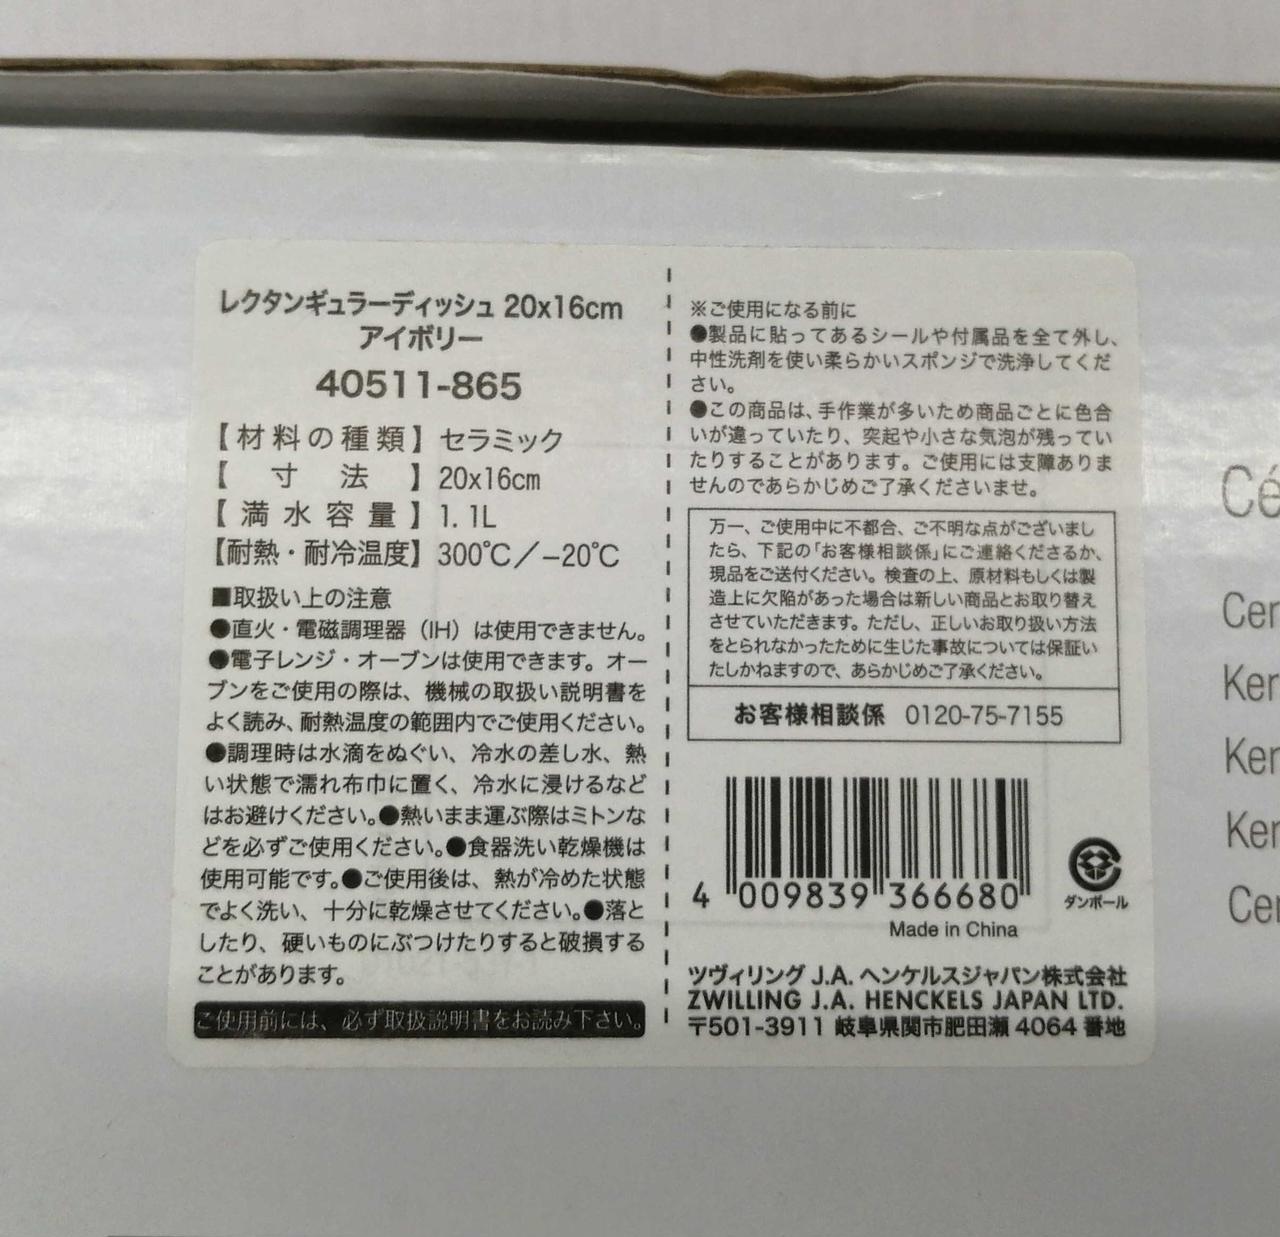 レクタンギュラーディッシュ 20x16cm
アイボリー
40511-865
【材料の種類】セラミック
【寸法】20x16cm
【満水容量】1.1L
【耐熱・耐冷温度】300℃/−20℃
■取扱い上の注意
●直火・電磁調理器(IH)は使用できません。
●電子レンジ・オーブンは使用できます。オー
ブンをご使用の際は、機械の取扱い説明書を
よく読み、耐熱温度の範囲内でご使用ください。
●調理時は水滴をぬぐい、冷水の差し水、熱
い状態で濡れ布巾に置く、冷水に浸けるなど
はお避けください。●熱いまま運ぶ際はミトンな
どを必ずご使用ください。●食器洗い乾燥機は
使用可能です。●ご使用後は、熱が冷めた状態
でよく洗い、十分に乾燥させてください。●落と
したり、硬いものにぶつけたりすると破損する
ことがあります。
ご使用前には、必ず取扱説明書をお読み下さい。
※ご使用になる前に
●製品に貼ってあるシールや付属品を全て外し、
中性洗剤を使い柔らかいスポンジで洗浄してくだ
さい。
●この商品は、手作業が多いため商品ごとに色合
いが違っていたり、突起や小さな気泡が残ってい
たりすることがあります。ご使用には支障ありま
せんのであらかじめご了承くださいませ。
万一、ご使用中に不都合、ご不明な点がございまし
たら、下記の「お客様相談係」にご連絡くださるか、
現品をご送付ください。検査の上、原材料もしくは製
造上に欠陥があった場合は新しい商品とお取り替え
させていただきます。ただし、正しいお取り扱い方法
をとられなかったために生じた事故については保証い
たしかねますので、あらかじめご了承ください。
お客様相談係 0120-75-7155
4 009839 366680
Made in China
ダンボール
ツヴィリング J.A. ヘンケルスジャパン株式会社
ZWILLING J.A. HENCKELS JAPAN LTD.
〒501-3911 岐阜県関市肥田瀬 4064 番地
Cé
Cer
Ker
Ker
Ker
Cer